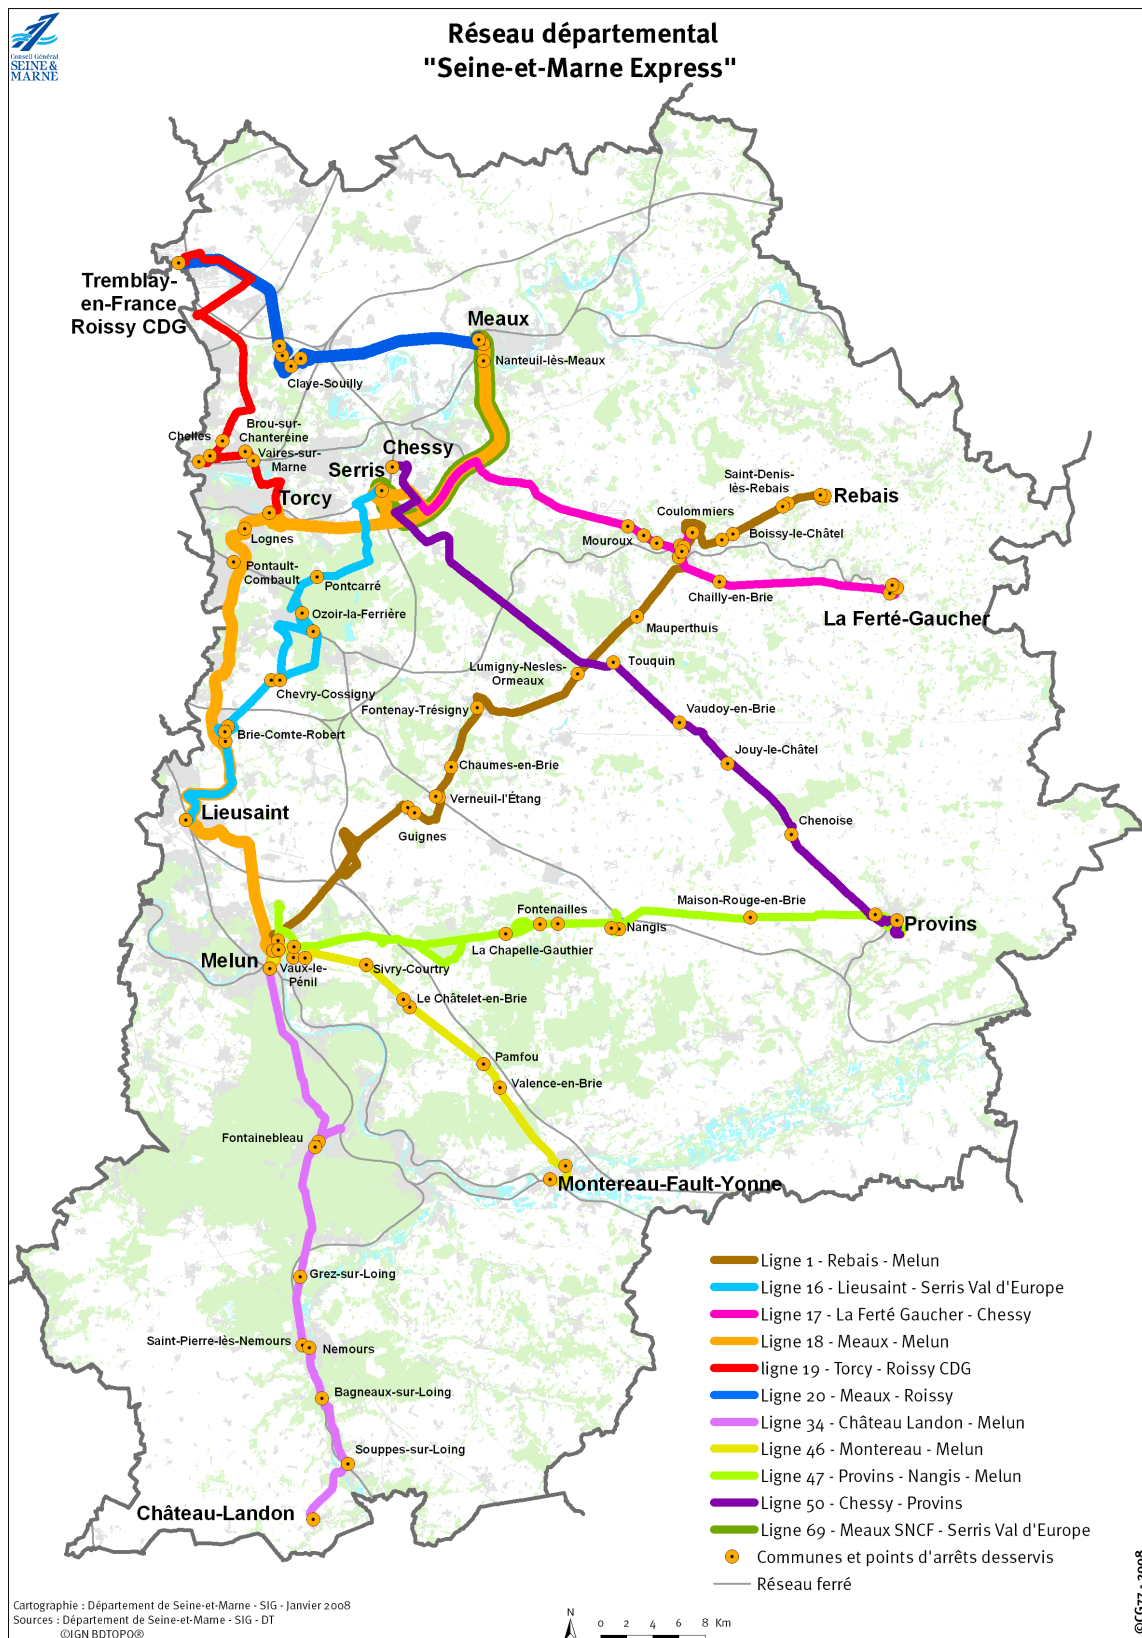 Conseil Général
SEINE &
MARNE
Réseau départemental
"Seine-et-Marne Express"
Tremblay-
en-France
Roissy CDG
Meaux
Nanteuil-lès-Meaux
Claye-Souilly
Brou-sur-
Chantereine
Chelles
Vaires-sur-
Marne
Chessy
Serris
Torcy
Saint-Denis-
lès-Rebais
Rebais
Coulommiers
Boissy-le-Châtel
Mouroux
Lognes
Pontault-
Combault
Pontcarré
Chailly-en-Brie
La Ferté-Gaucher
Ozoir-la-Ferrière
Mauperthuis
Lumigny-Nesles-
Ormeaux
Touquin
Chevry-Cossigny
Fontenay-Trésigny
Vaudoy-en-Brie
Brie-Comte-Robert
Jouy-le-Châtel
Chaumes-en-Brie
Verneuil-l'Étang
Lieusaint
Guignes
Chenoise
Maison-Rouge-en-Brie
Fontenailles
Nangis
Provins
La Chapelle-Gauthier
Melun
Vaux-le-
Pénil
Sivry-Courtry
Le Châtelet-en-Brie
Pamfou
Valence-en-Brie
Fontainebleau
Montereau-Fault-Yonne
Grez-sur-Loing
Saint-Pierre-lès-Nemours
Nemours
Bagneaux-sur-Loing
Souppes-sur-Loing
Château-Landon
Ligne 1 - Rebais - Melun
Ligne 16 - Lieusaint - Serris Val d'Europe
Ligne 17 - La Ferté Gaucher - Chessy
Ligne 18 - Meaux - Melun
ligne 19 - Torcy - Roissy CDG
Ligne 20 - Meaux - Roissy
Ligne 34 - Château Landon - Melun
Ligne 46 - Montereau - Melun
Ligne 47 - Provins - Nangis - Melun
Ligne 50 - Chessy - Provins
Ligne 69 - Meaux SNCF - Serris Val d'Europe
Communes et points d'arrêts desservis
Réseau ferré
Cartographie : Département de Seine-et-Marne - SIG - Janvier 2008
Sources : Département de Seine-et-Marne - SIG - DT
©IGN BDTOPO®
N
0 2 4 6 8 Km
©CG77 - 2008